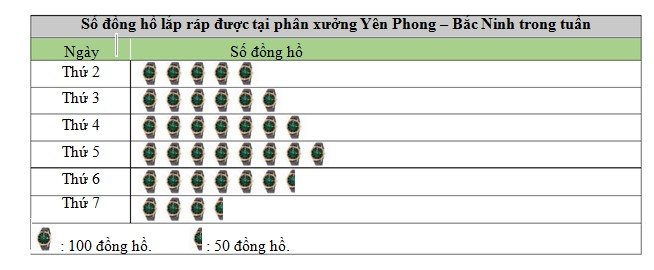 Số đồng hồ lắp ráp được tại phân xưởng Yên Phong – Bắc Ninh trong tuần
Ngày Số đồng hồ
Thứ 2
Thứ 3
Thứ 4
Thứ 5
Thứ 6
Thứ 7
: 100 đồng hồ. : 50 đồng hồ.